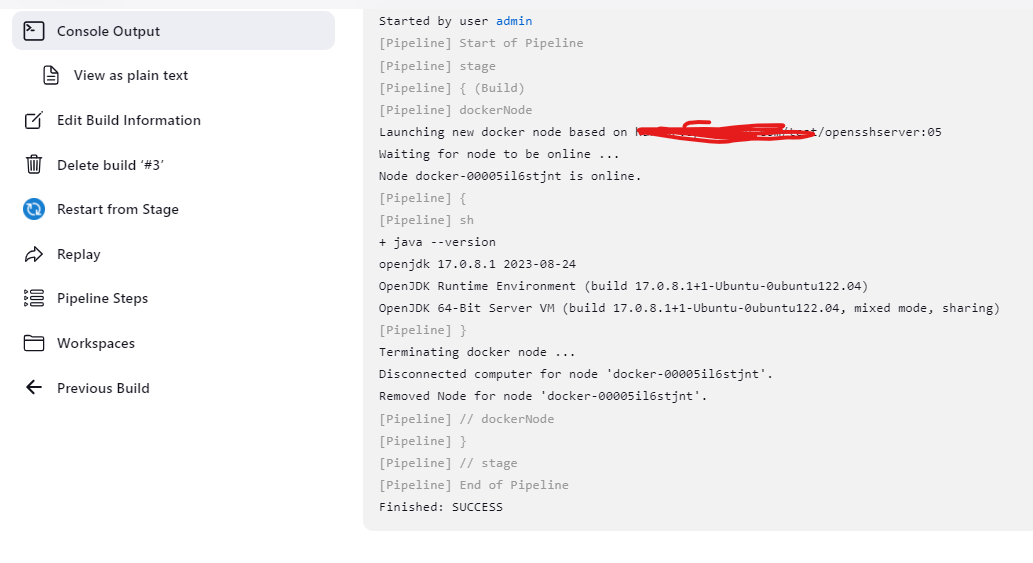 Console Output
View as plain text
Edit Build Information
Delete build ‘#3’
Restart from Stage
Replay
Pipeline Steps
Workspaces
Previous Build
Started by user admin
[Pipeline] Start of Pipeline
[Pipeline] stage
[Pipeline] { (Build)
[Pipeline] dockerNode
Launching new docker node based on /opensshserver:05
Waiting for node to be online ...
Node docker-00005il6stjnt is online.
[Pipeline] {
[Pipeline] sh
+ java --version
openjdk 17.0.8.1 2023-08-24
OpenJDK Runtime Environment (build 17.0.8.1+1-Ubuntu-0ubuntu122.04)
OpenJDK 64-Bit Server VM (build 17.0.8.1+1-Ubuntu-0ubuntu122.04, mixed mode, sharing)
[Pipeline] }
Terminating docker node ...
Disconnected computer for node 'docker-00005il6stjnt'.
Removed Node for node 'docker-00005il6stjnt'.
[Pipeline] // dockerNode
[Pipeline] }
[Pipeline] // stage
[Pipeline] End of Pipeline
Finished: SUCCESS